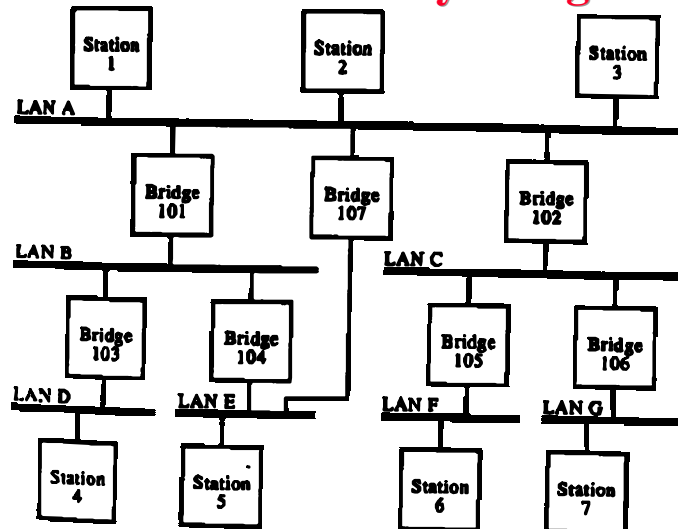 Station
1
Station
2
Station
3
LAN A
Bridge
101
Bridge
107
Bridge
102
LAN B
LAN C
Bridge
103
Bridge
104
Bridge
105
Bridge
106
LAN D
LAN E
LAN F
LAN G
Station
4
Station
5
Station
6
Station
7